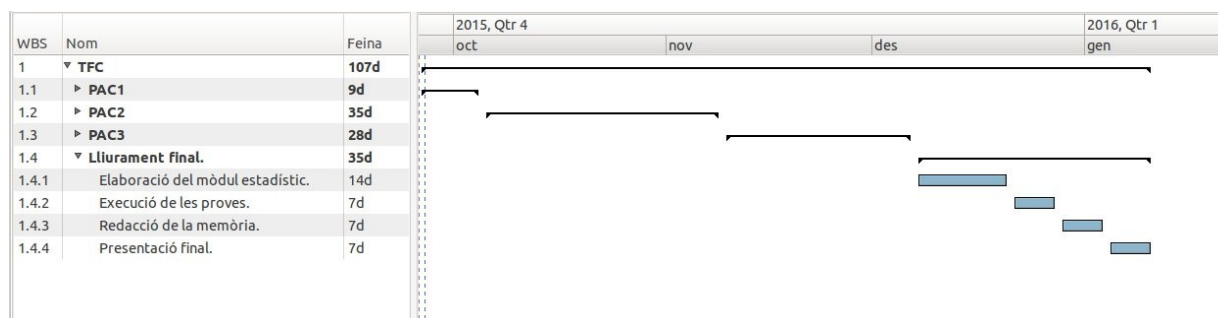 2015, Qtr 4 2016, Qtr 1
WBS Nom Feina oct nov des gen
1 TFC 107d
1.1 PAC1 9d
1.2 PAC2 35d
1.3 PAC3 28d
1.4 Lliurament final. 35d
1.4.1 Elaboració del mòdul estadístic. 14d
1.4.2 Execució de les proves. 7d
1.4.3 Redacció de la memòria. 7d
1.4.4 Presentació final. 7d